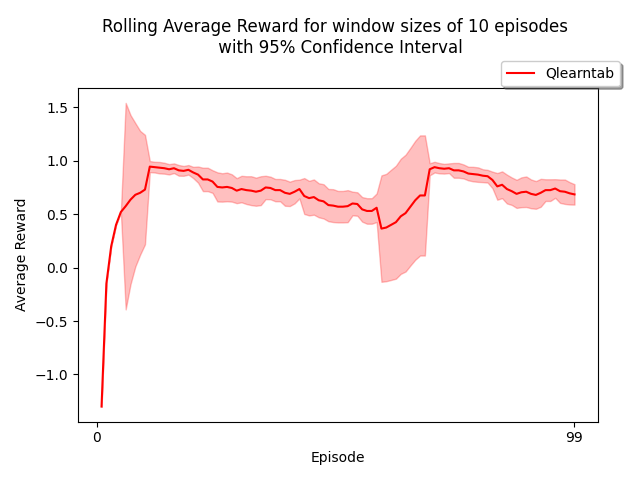 Rolling Average Reward for window sizes of 10 episodes
with 95% Confidence Interval
Qlearntab
1.5
1.0
0.5
0.0
−0.5
−1.0
Average Reward
0
99
Episode